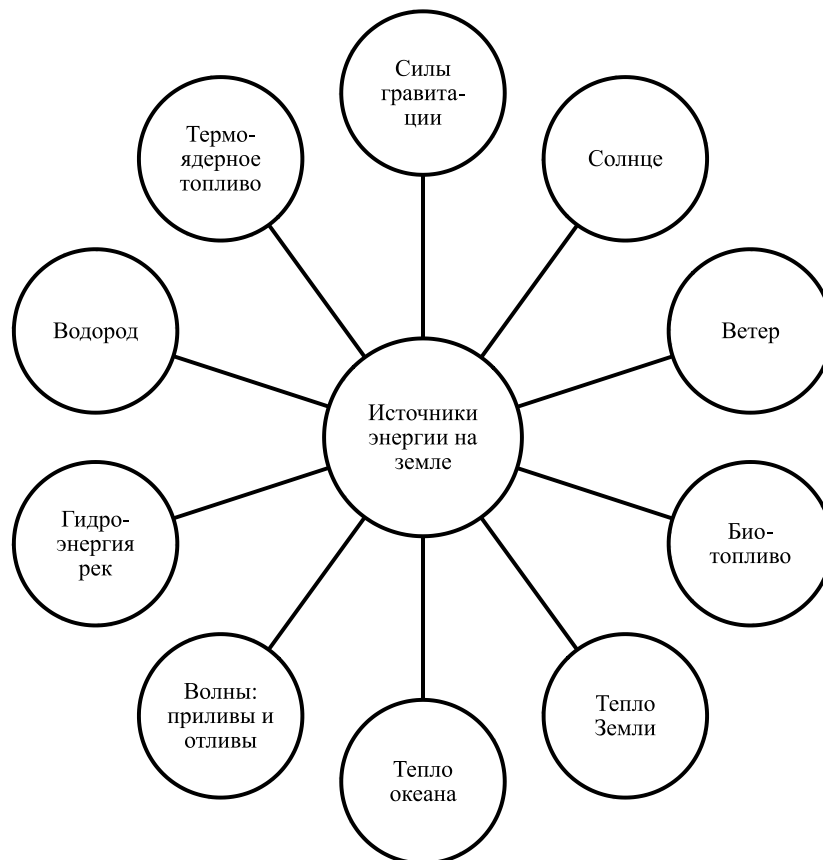 Силы
гравита-
ции
Солнце
Ветер
Био-
топливо
Тепло
Земли
Тепло
океана
Волны:
приливы и
отливы
Гидро-
энергия
рек
Водород
Термо-
ядерное
топливо
Источники
энергии на
земле